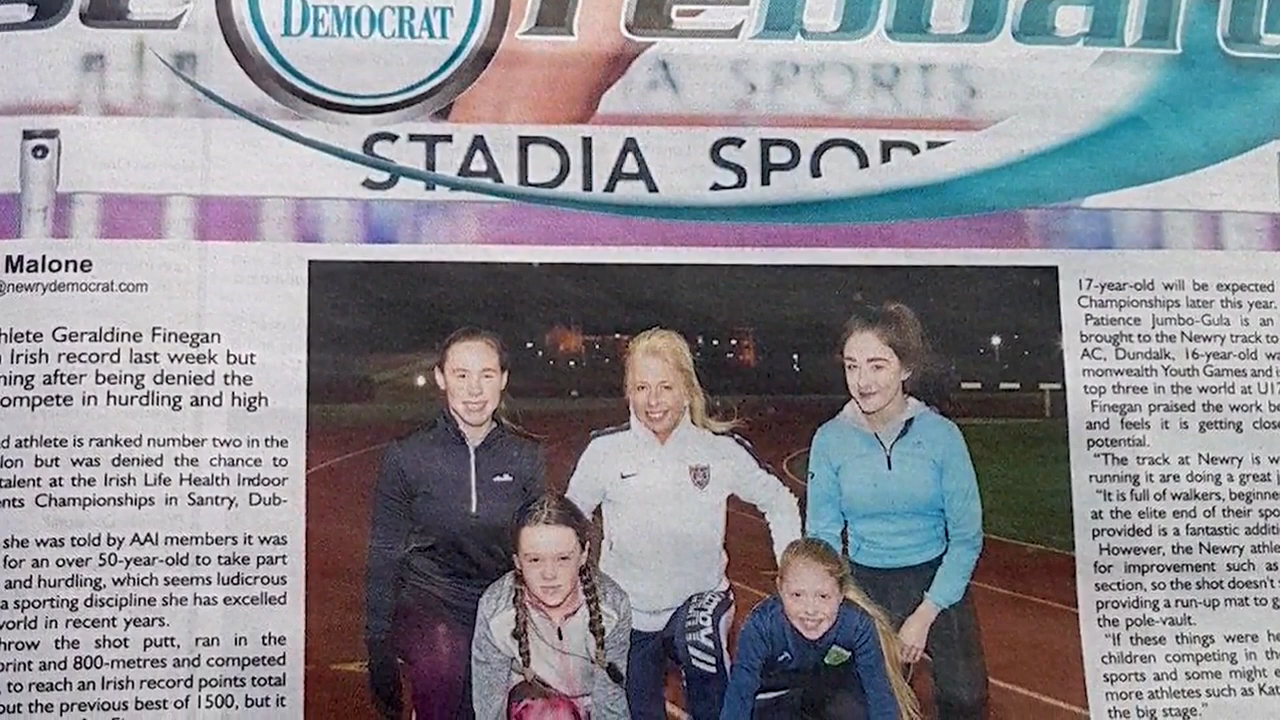 DEMOCRAT
A SPORTS
STADIA SPORT
Malone
@newrydemocrat.com
hlete Geraldine Finegan
Irish record last week but
ning after being denied the
ompete in hurdling and high
d athlete is ranked number two in the
lon but was denied the chance to
talent at the Irish Life Health Indoor
nts Championships in Santry, Dub-
she was told by AAI members it was
for an over 50-year-old to take part
and hurdling, which seems ludicrous
a sporting discipline she has excelled
world in recent years.
hrow the shot putt, ran in the
print and 800-metres and competed
to reach an Irish record points total
out the previous best of 1500, but it
17-year-old will be expected
Championships later this year.
Patience Jumbo-Gula is an
brought to the Newry track to
AC, Dundalk, 16-year-old wa
monwealth Youth Games and is
top three in the world at U17
Finegan praised the work b
and feels it is getting close
potential.
"The track at Newry is w
running it are doing a great
"It is full of walkers, beginne
at the elite end of their spo
provided is a fantastic additi
However, the Newry athle
for improvement such as
section, so the shot doesn't
providing a run-up mat to g
the pole-vault.
"If these things were h
children competing in th
sports and some might
more athletes such as Kat
the big stage."